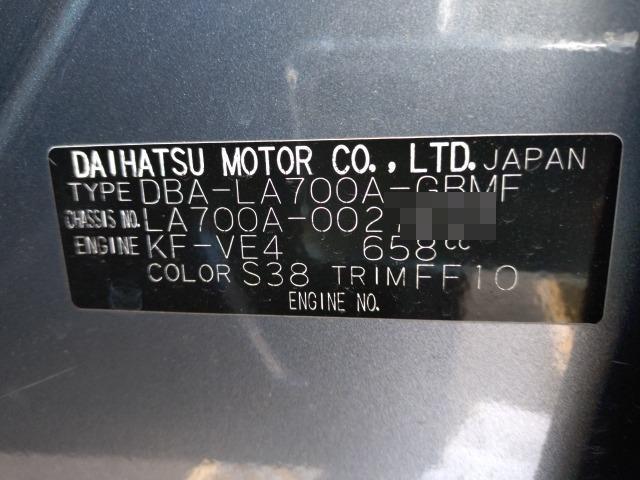 DAIHATSU MOTOR CO., LTD. JAPAN
TYPE DBA-LA700A-GBMF
CHASSIS NO. LA700A-002
ENGINE KF-VE4 658cc
COLOR S38 TRIM FF10
ENGINE NO.